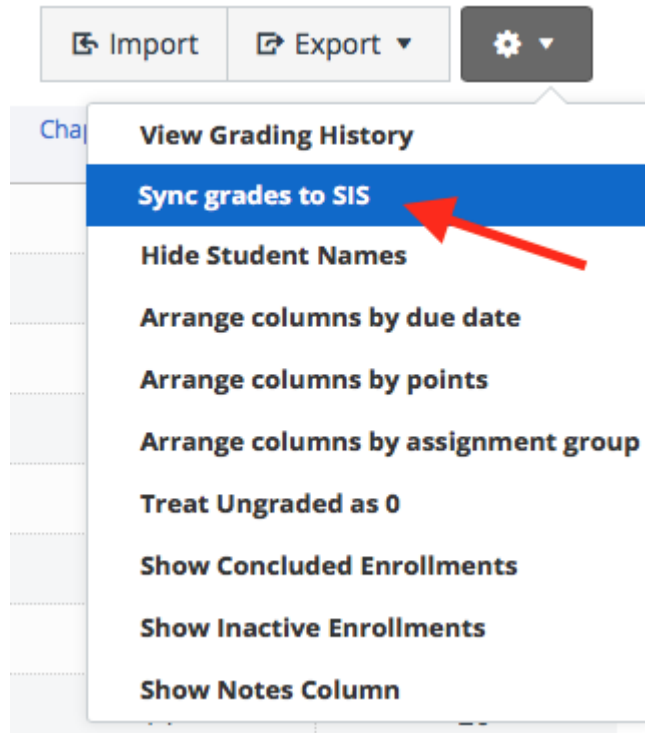 Import Export
Chap
View Grading History
Sync grades to SIS
Hide Student Names
Arrange columns by due date
Arrange columns by points
Arrange columns by assignment group
Treat Ungraded as 0
Show Concluded Enrollments
Show Inactive Enrollments
Show Notes Column